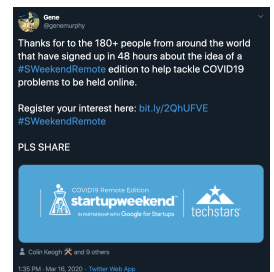 Gene
@genemurphy
Thanks for to the 180+ people from around the world
that have signed up in 48 hours about the idea of a
#SWeekendRemote edition to help tackle COVID19
problems to be held online.
Register your interest here: bit.ly/2QhUFVE
#SWeekendRemote
PLS SHARE
COVID19 Remote Edition
startupweekend
IN PARTNERSHIP WITH Google for Startups
techstars
Colin Keogh 🛠 and 9 others
1:35 PM · Mar 16, 2020 · Twitter Web App